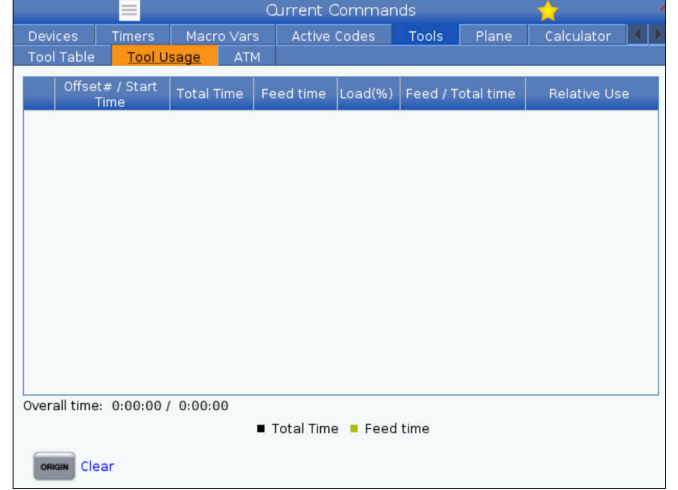 Current Commands
Devices Timers Macro Vars Active Codes Tools Plane Calculator
Tool Table Tool Usage ATM
Offset# / Start Time Total Time Feed time Load(%) Feed / Total time Relative Use
Overall time: 0:00:00 / 0:00:00
Total Time Feed time
ORIGIN Clear